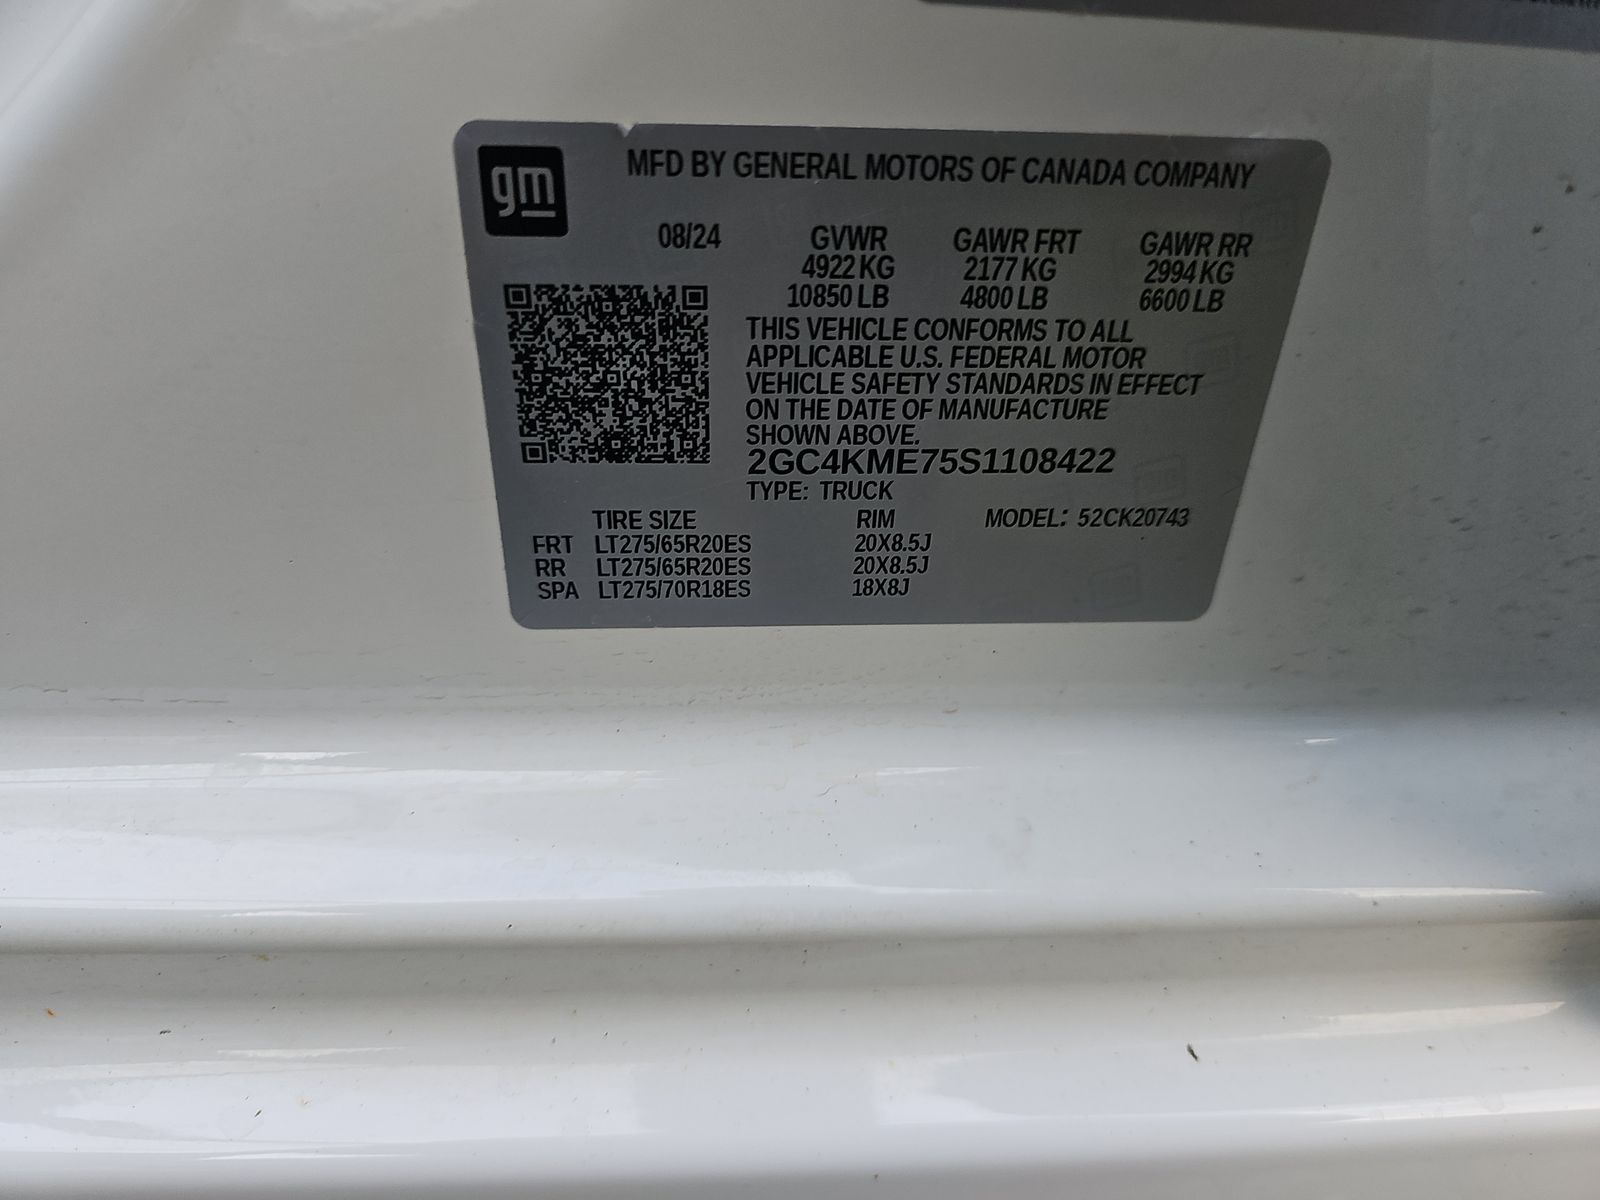 gm
MFD BY GENERAL MOTORS OF CANADA COMPANY
08/24 GVWR GAWR FRT GAWR RR
4922 KG 2177 KG 2994 KG
10850 LB 4800 LB 6600 LB
THIS VEHICLE CONFORMS TO ALL
APPLICABLE U.S. FEDERAL MOTOR
VEHICLE SAFETY STANDARDS IN EFFECT
ON THE DATE OF MANUFACTURE
SHOWN ABOVE.
2GC4KME75S1108422
TYPE: TRUCK
TIRE SIZE RIM MODEL: 52CK20743
FRT LT275/65R20ES 20X8.5J
RR LT275/65R20ES 20X8.5J
SPA LT275/70R18ES 18X8J